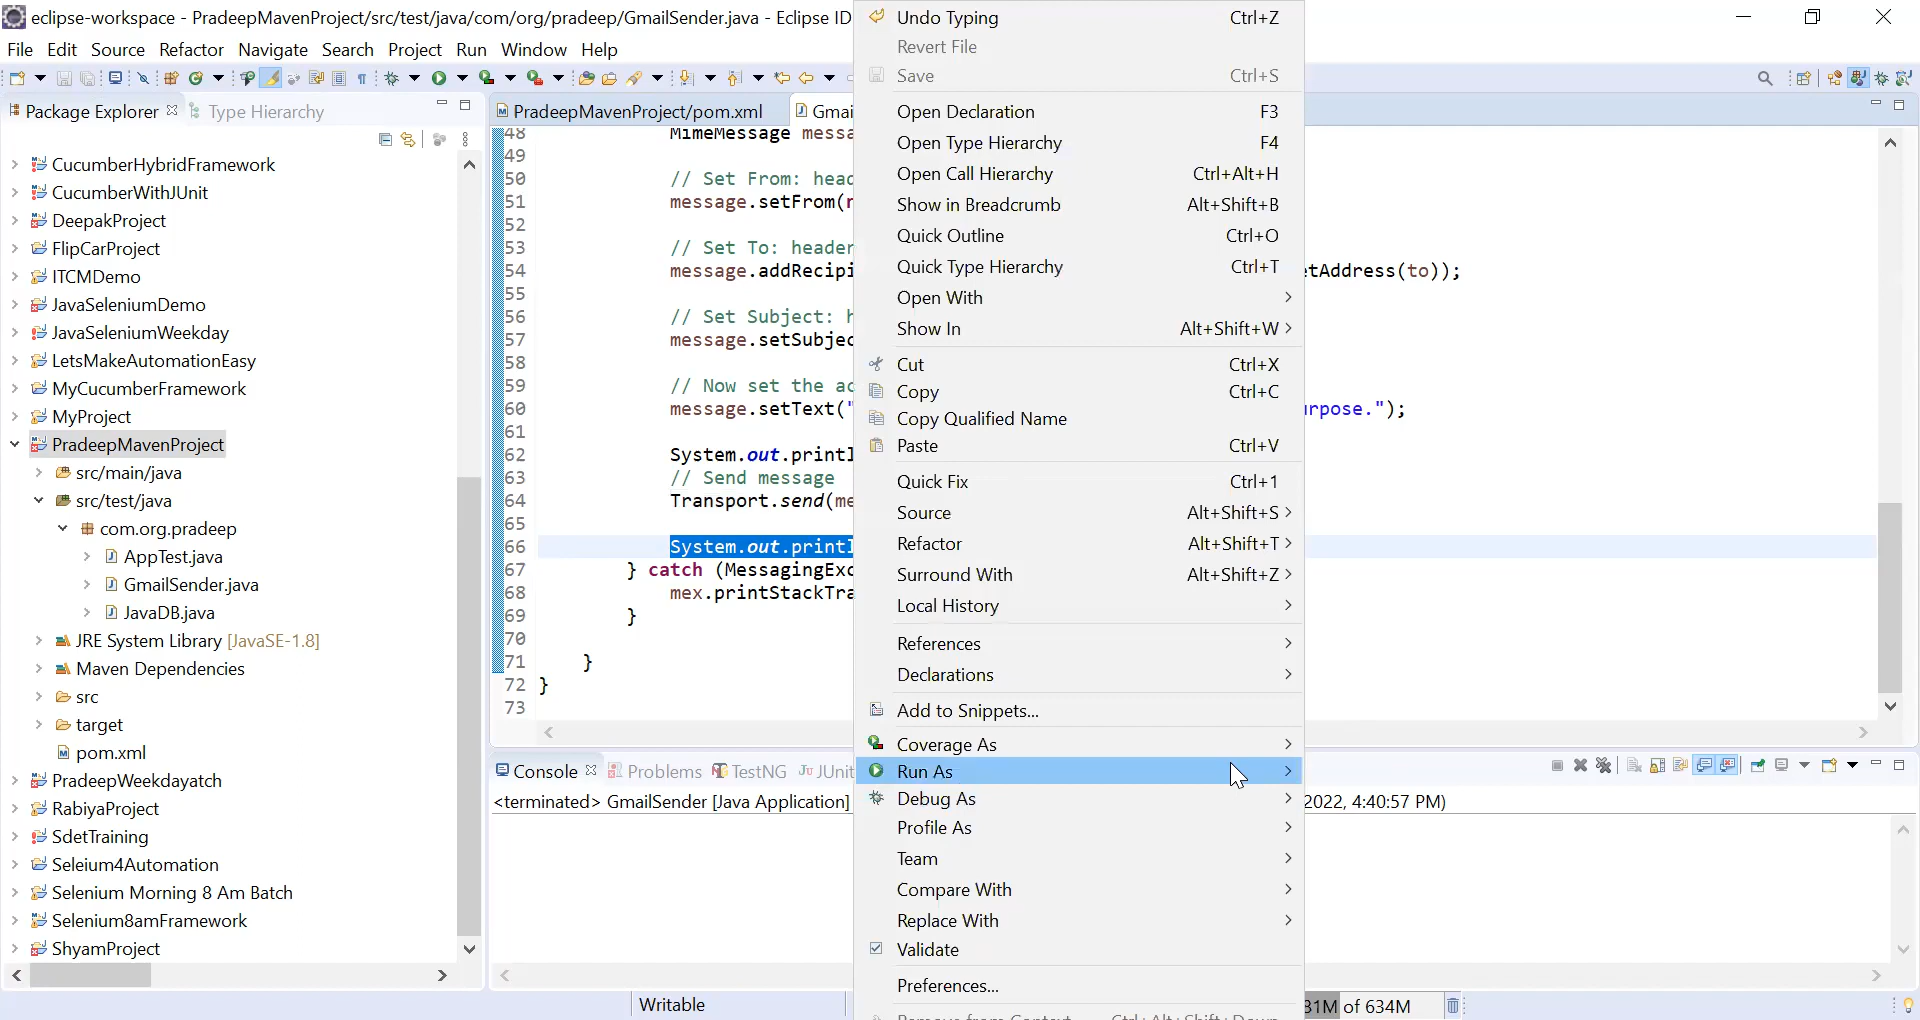 eclipse-workspace - PradeepMavenProject/src/test/java/com/org/pradeep/GmailSender.java - Eclipse ID
File Edit Source Refactor Navigate Search Project Run Window Help
Package Explorer Type Hierarchy
CucumberHybridFramework
CucumberWithJUnit
DeepakProject
FlipCarProject
ITCMDemo
JavaSeleniumDemo
JavaSeleniumWeekday
LetsMakeAutomationEasy
MyCucumberFramework
MyProject
PradeepMavenProject
src/main/java
src/test/java
com.org.pradeep
AppTest.java
GmailSender.java
JavaDB.java
JRE System Library [JavaSE-1.8]
Maven Dependencies
src
target
pom.xml
PradeepWeekdayatch
RabiyaProject
SdetTraining
Seleium4Automation
Selenium Morning 8 Am Batch
Selenium8amFramework
ShyamProject
PradeepMavenProject/pom.xml Gmai
48 MimeMessage messa
49
50 // Set From: head
51 message.setFrom(
52
53 // Set To: header
54 message.addRecipi tAddress(to));
55
56 // Set Subject: h
57 message.setSubjec
58
59 // Now set the ac
60 message.setText(" rpose.");
61
62 System.out.printl
63 // Send message
64 Transport.send(me
65
66 System.out.printl
67 } catch (MessagingExc
68 mex.printStackTra
69 }
70
71 }
72 }
73
Undo Typing Ctrl+Z
Revert File
Save Ctrl+S
Open Declaration F3
Open Type Hierarchy F4
Open Call Hierarchy Ctrl+Alt+H
Show in Breadcrumb Alt+Shift+B
Quick Outline Ctrl+O
Quick Type Hierarchy Ctrl+T
Open With
Show In Alt+Shift+W
Cut Ctrl+X
Copy Ctrl+C
Copy Qualified Name
Paste Ctrl+V
Quick Fix Ctrl+1
Source Alt+Shift+S
Refactor Alt+Shift+T
Surround With Alt+Shift+Z
Local History
References
Declarations
Add to Snippets...
Coverage As
Run As
Debug As
Profile As
Team
Compare With
Replace With
Validate
Preferences...
Console Problems TestNG JUnit
<terminated> GmailSender [Java Application] 2022, 4:40:57 PM)
Writable
31M of 634M